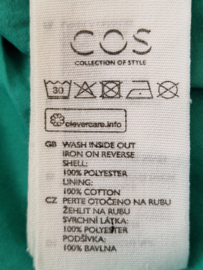 COS
COLLECTION OF STYLE
30
clevercare.info
GB WASH INSIDE OUT
IRON ON REVERSE
SHELL:
100% POLYESTER
LINING:
100% COTTON
CZ PERTE OTOČENO NA RUBU
ŽEHLIT NA RUBU
SVRCHNÍ LÁTKA:
100% POLYESTER
PODŠÍVKA:
100% BAVLNA